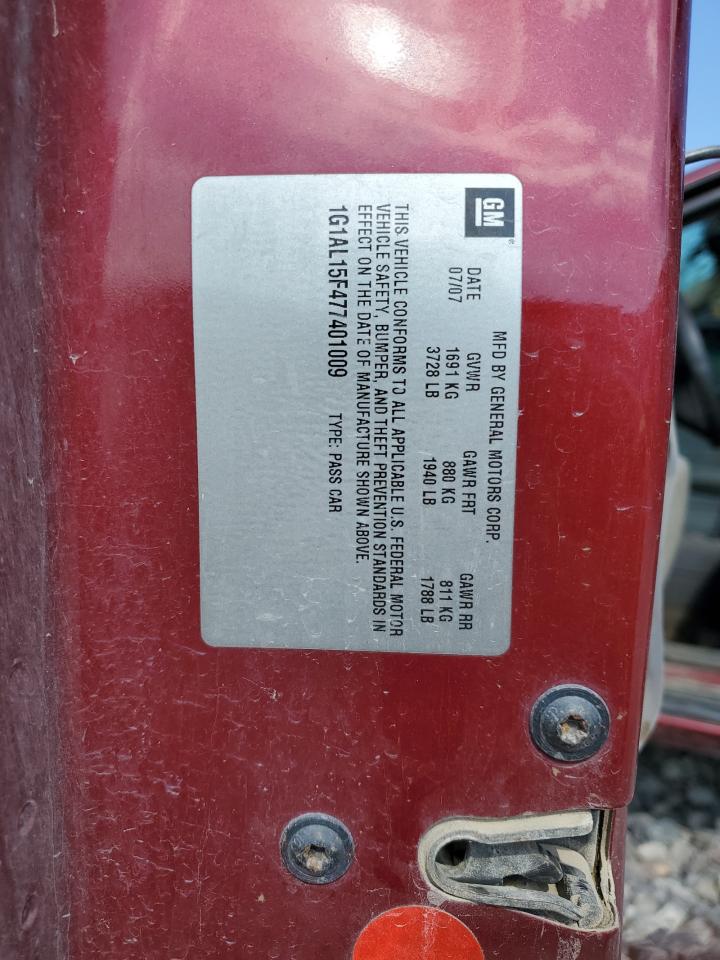 GM
MFD BY GENERAL MOTORS CORP.
DATE GVWR GAWR FRT GAWR RR
07/07 1691 KG 880 KG 811 KG
3728 LB 1940 LB 1788 LB
THIS VEHICLE CONFORMS TO ALL APPLICABLE U.S. FEDERAL MOTOR
VEHICLE SAFETY, BUMPER, AND THEFT PREVENTION STANDARDS IN
EFFECT ON THE DATE OF MANUFACTURE SHOWN ABOVE.
1G1AL15F477401009 TYPE: PASS CAR